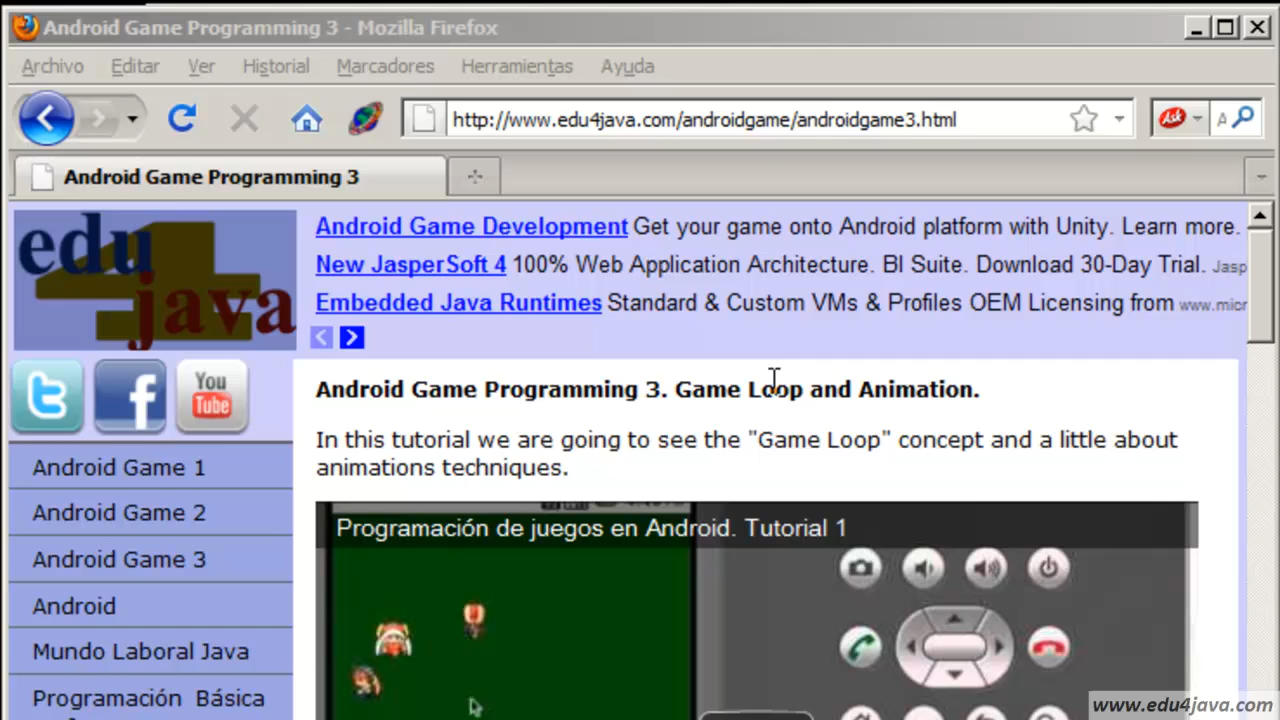 Android Game Programming 3 - Mozilla Firefox
Archivo Editar Ver Historial Marcadores Herramientas Ayuda
http://www.edu4java.com/androidgame/androidgame3.html
Ask
A
Android Game Programming 3
edu
4
java
Android Game Development Get your game onto Android platform with Unity. Learn more.
New JasperSoft 4 100% Web Application Architecture. BI Suite. Download 30-Day Trial. Jasp
Embedded Java Runtimes Standard & Custom VMs & Profiles OEM Licensing from www.micr
You
Tube
Android Game Programming 3. Game Loop and Animation.
In this tutorial we are going to see the "Game Loop" concept and a little about
animations techniques.
Android Game 1
Android Game 2
Android Game 3
Android
Mundo Laboral Java
Programación Básica
Programación de juegos en Android. Tutorial 1
www.edu4java.com